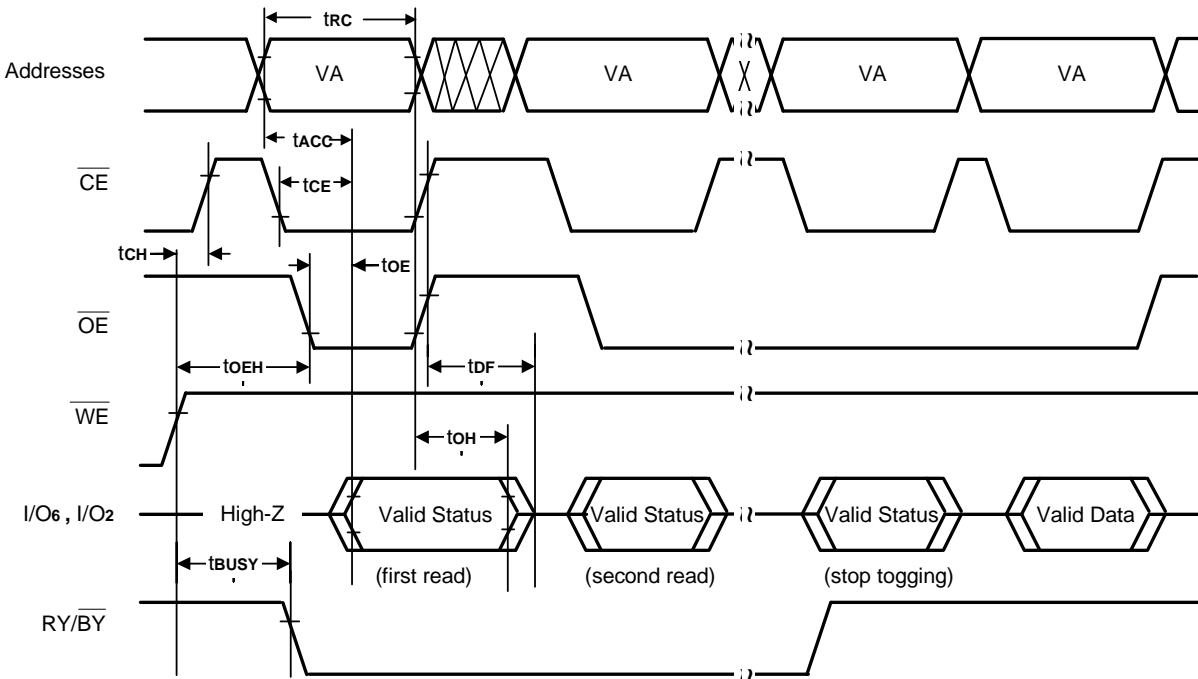 tRC
Addresses VA VA VA VA
tACC
CE tCE
tCH tOE
OE
tOEH tDF
WE
tOH
I/O6 , I/O2 High-Z Valid Status Valid Status Valid Status Valid Data
tBUSY (first read) (second read) (stop togging)
RY/BY